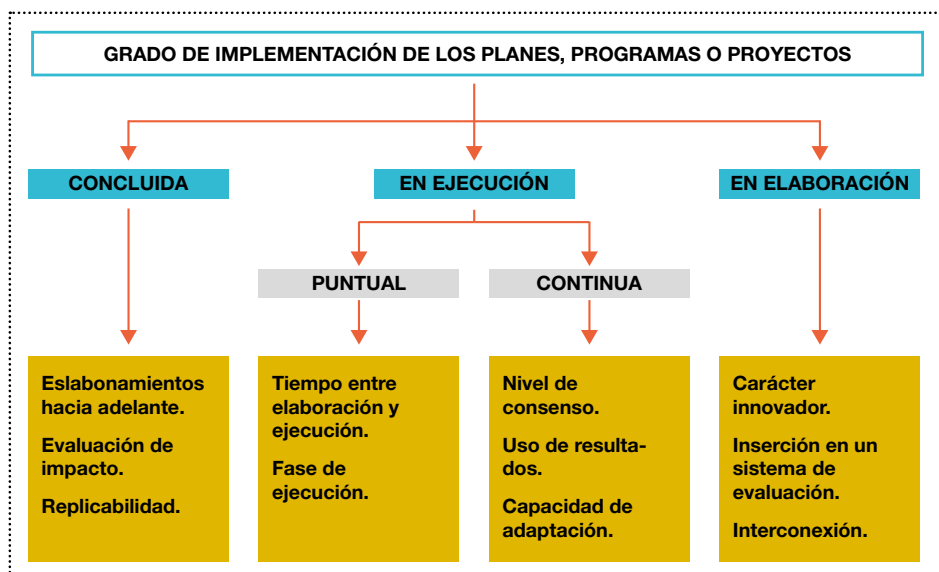 GRADO DE IMPLEMENTACIÓN DE LOS PLANES, PROGRAMAS O PROYECTOS
CONCLUIDA
EN EJECUCIÓN
EN ELABORACIÓN
PUNTUAL
CONTINUA
Eslabonamientos
hacia adelante.
Evaluación de
impacto.
Replicabilidad.
Tiempo entre
elaboración y
ejecución.
Fase de
ejecución.
Nivel de
consenso.
Uso de resulta-
dos.
Capacidad de
adaptación.
Carácter
innovador.
Inserción en un
sistema de
evaluación.
Interconexión.